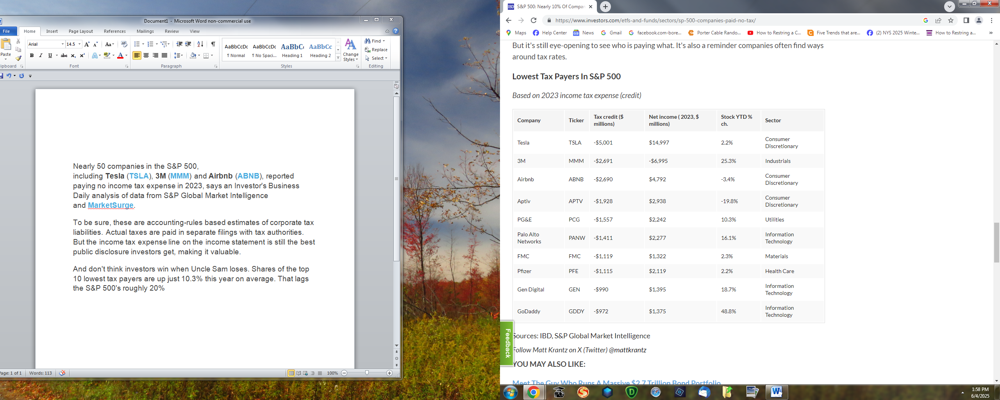 Document1 - Microsoft Word non-commercial use
File Home Insert Page Layout References Mailings Review View
Paste
Arial 14.5
Aa
B I U abc X₂ X²
AaBbCcDc AaBbCcDc AaBbC AaBbCc
¶ Normal ¶ No Spaci... Heading 1 Heading 2
Change Styles
Find
Replace
Select
Font Paragraph Styles Editing
Nearly 50 companies in the S&P 500,
including Tesla (TSLA), 3M (MMM) and Airbnb (ABNB), reported
paying no income tax expense in 2023, says an Investor's Business
Daily analysis of data from S&P Global Market Intelligence
and MarketSurge.
To be sure, these are accounting-rules based estimates of corporate tax
liabilities. Actual taxes are paid in separate filings with tax authorities.
But the income tax expense line on the income statement is still the best
public disclosure investors get, making it valuable.
And don't think investors win when Uncle Sam loses. Shares of the top
10 lowest tax payers are up just 10.3% this year on average. That lags
the S&P 500's roughly 20%
Page: 1 of 1 Words: 113 100%
IBD S&P 500: Nearly 10% Of Compan
https://www.investors.com/etfs-and-funds/sectors/sp-500-companies-paid-no-tax/
Maps Help Center News Gmail facebook.com-bore... Porter Cable Rando... How to Restring a C... Five Trends that are... (2) NYS 2025 Winte... How to Restring a... »
But it's still eye-opening to see who is paying what. It's also a reminder companies often find ways
around tax rates.
Lowest Tax Payers In S&P 500
Based on 2023 income tax expense (credit)
Company Ticker Tax credit ($ millions) Net income ( 2023, $ millions) Stock YTD % ch. Sector
Tesla TSLA -$5,001 $14,997 2.2% Consumer Discretionary
3M MMM -$2,691 -$6,995 25.3% Industrials
Airbnb ABNB -$2,690 $4,792 -3.4% Consumer Discretionary
Aptiv APTV -$1,928 $2,938 -19.8% Consumer Discretionary
PG&E PCG -$1,557 $2,242 10.3% Utilities
Palo Alto Networks PANW -$1,411 $2,277 16.1% Information Technology
FMC FMC -$1,119 $1,322 2.3% Materials
Pfizer PFE -$1,115 $2,119 2.2% Health Care
Gen Digital GEN -$990 $1,395 18.7% Information Technology
GoDaddy GDDY -$972 $1,375 48.8% Information Technology
Feedback
Sources: IBD, S&P Global Market Intelligence
Follow Matt Krantz on X (Twitter) @mattkrantz
YOU MAY ALSO LIKE:
Meet The Guy Who Runs A Massive $2.7 Trillion Bond Portfolio
1:58 PM
6/4/2025